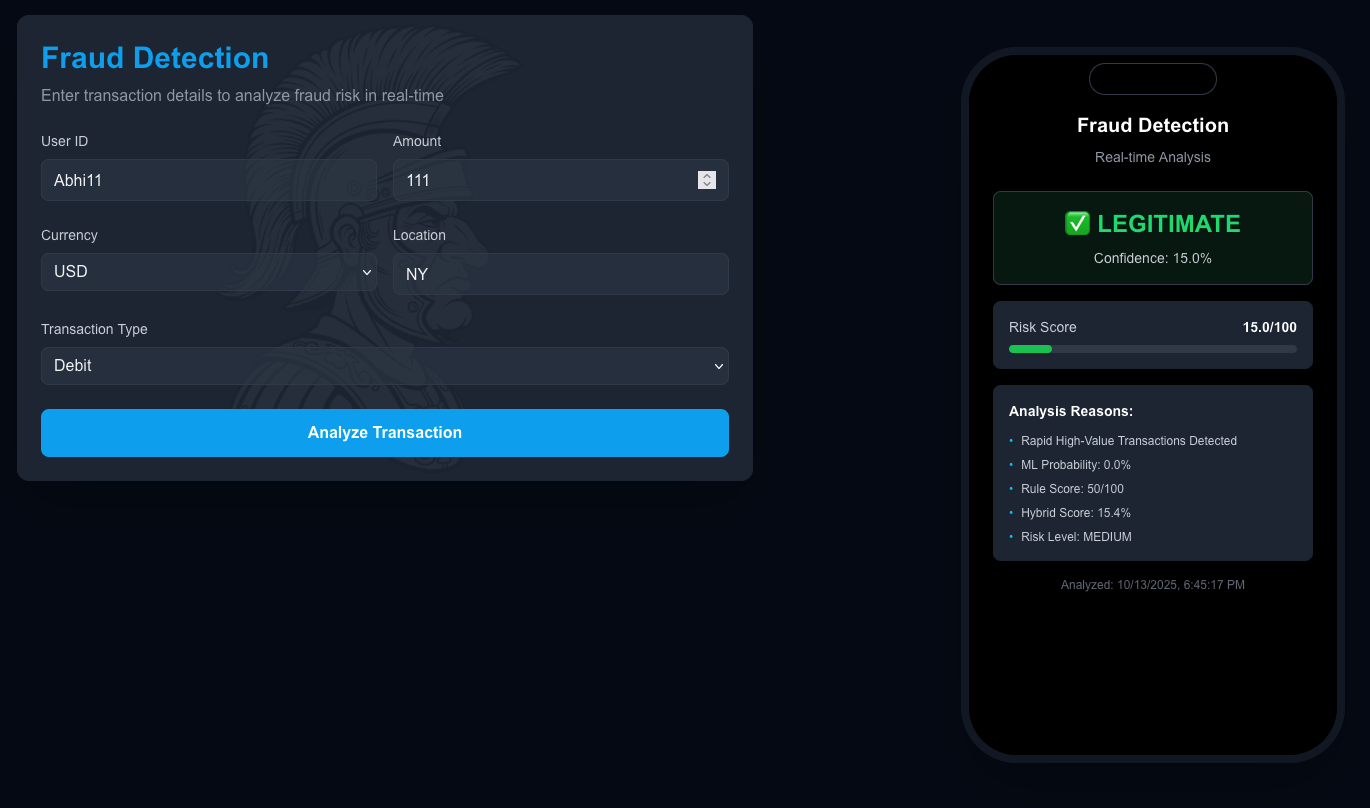 Fraud Detection
Enter transaction details to analyze fraud risk in real-time
User ID
Amount
Abhi11
111
Currency
Location
USD
NY
Transaction Type
Debit
Analyze Transaction
Fraud Detection
Real-time Analysis
✅ LEGITIMATE
Confidence: 15.0%
Risk Score 15.0/100
Analysis Reasons:
• Rapid High-Value Transactions Detected
• ML Probability: 0.0%
• Rule Score: 50/100
• Hybrid Score: 15.4%
• Risk Level: MEDIUM
Analyzed: 10/13/2025, 6:45:17 PM